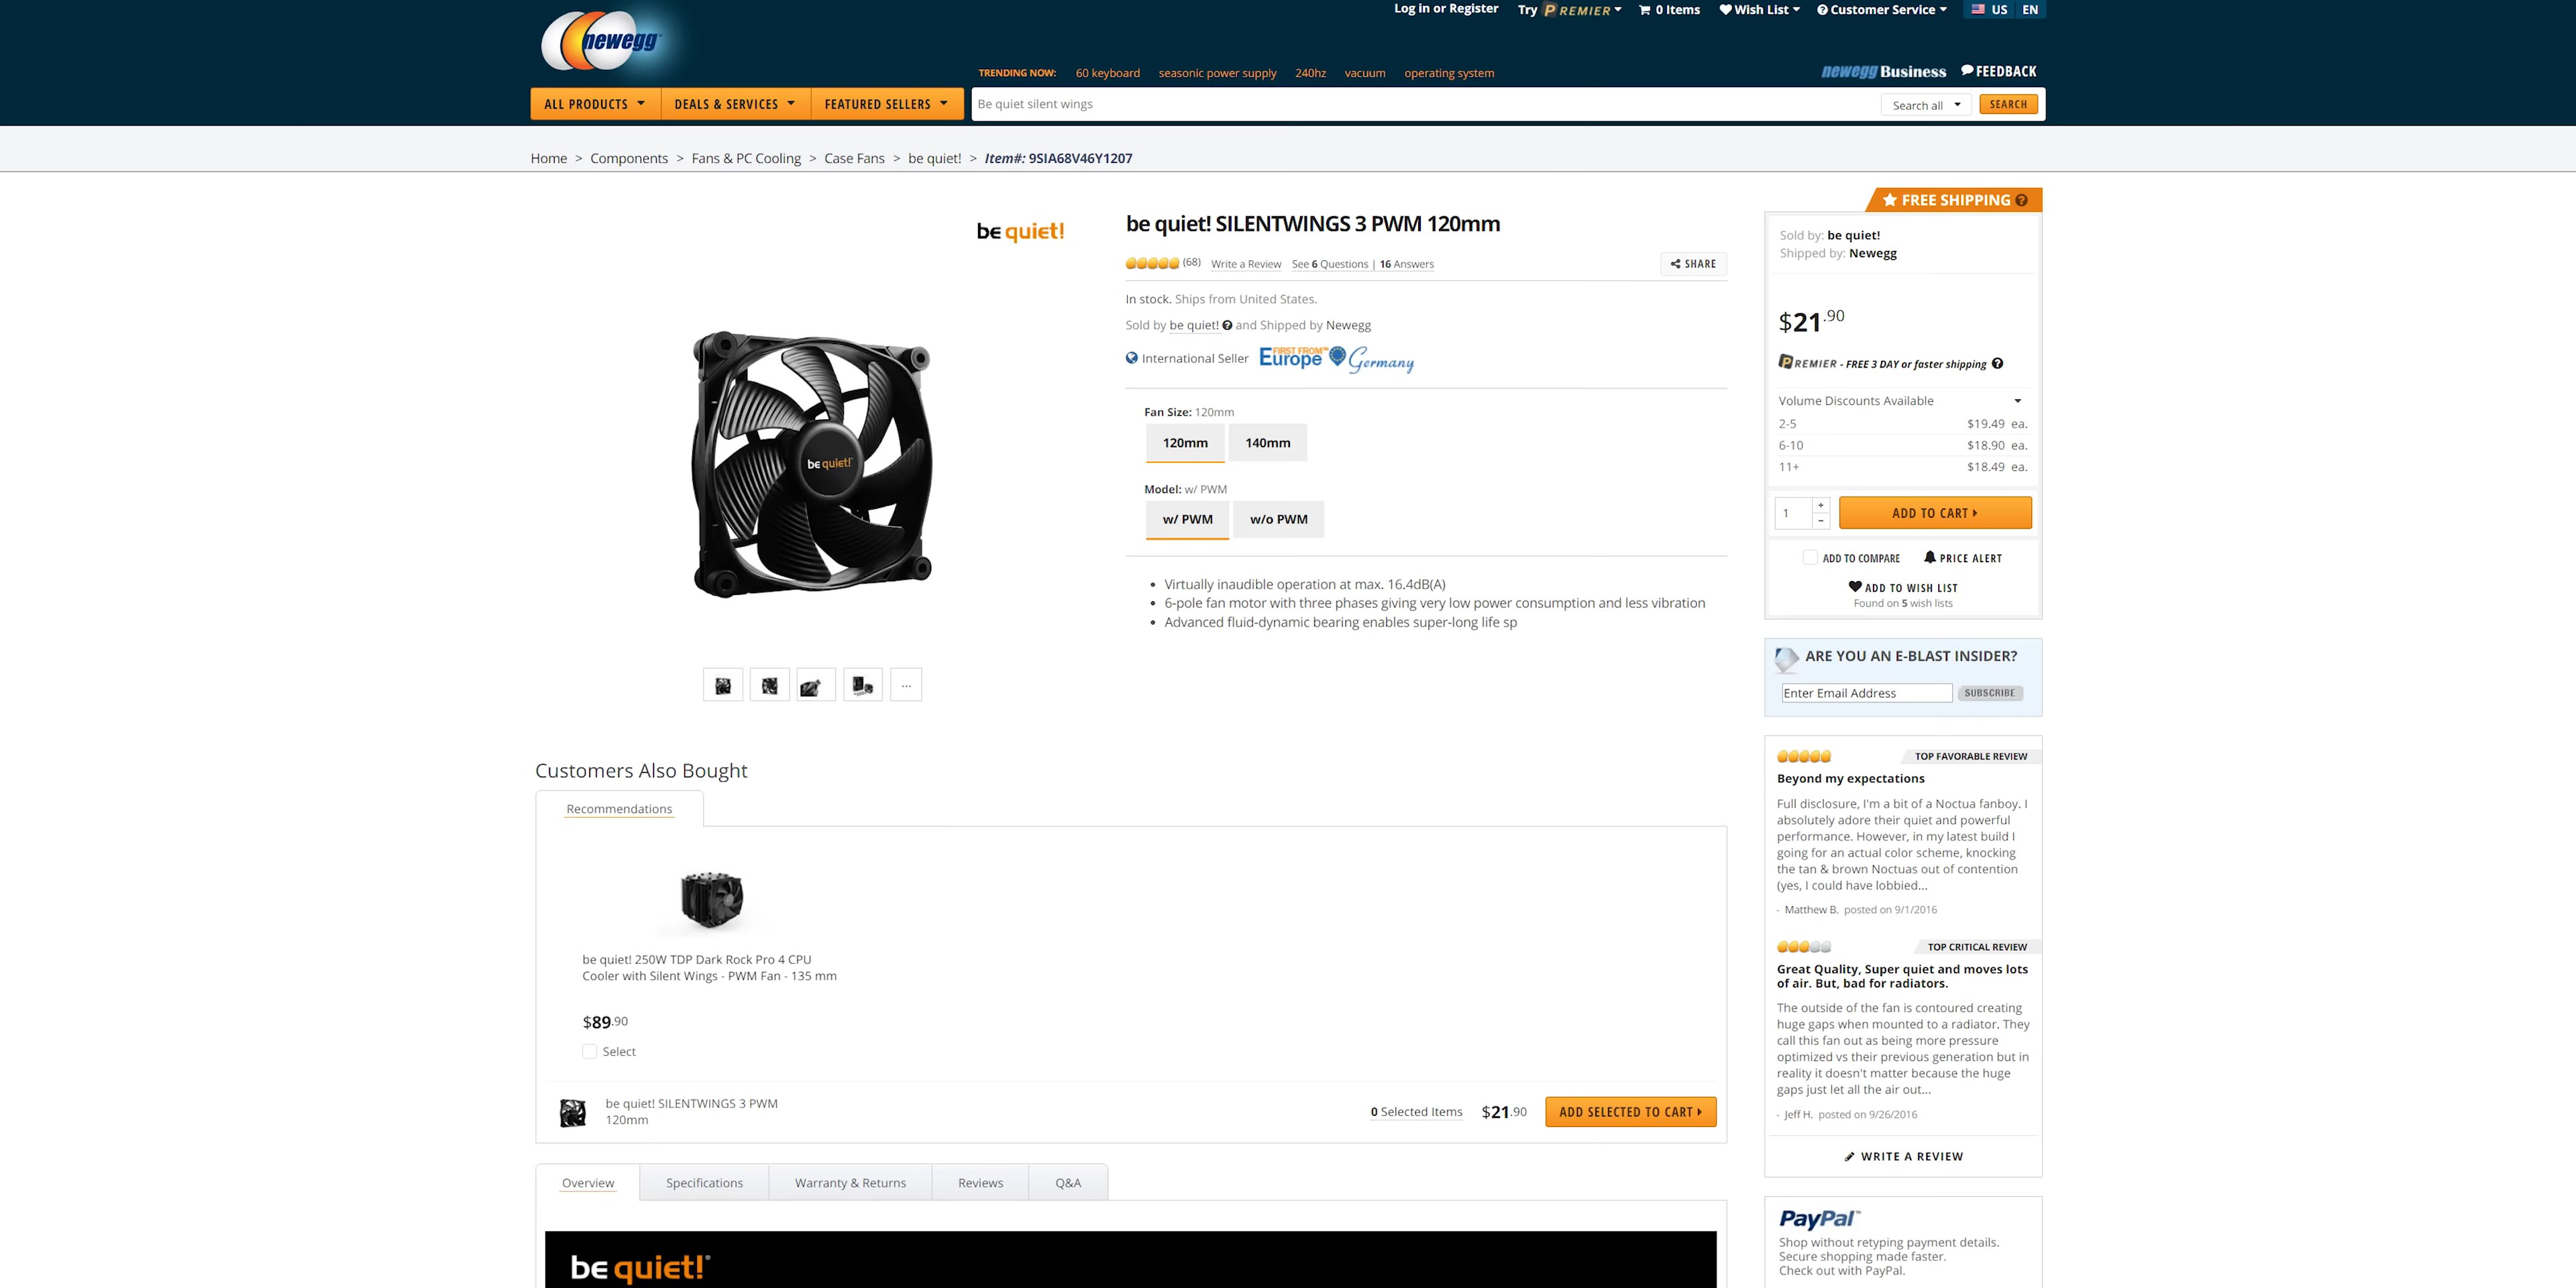 Log in or Register
Try PREMIER
0 Items
Wish List
Customer Service
US
EN
newegg
TRENDING NOW:
60 keyboard
seasonic power supply
240hz
vacuum
operating system
newegg Business
FEEDBACK
ALL PRODUCTS
DEALS & SERVICES
FEATURED SELLERS
Be quiet silent wings
Search all
SEARCH
Home > Components > Fans & PC Cooling > Case Fans > be quiet! > Item#: 9SIA68V46Y1207
be quiet!
be quiet!
be quiet! SILENTWINGS 3 PWM 120mm
(68) Write a Review See 6 Questions | 16 Answers
SHARE
In stock. Ships from United States.
Sold by be quiet! and Shipped by Newegg
International Seller
FIRST FROM™
Europe
Germany
Fan Size: 120mm
120mm
140mm
Model: w/ PWM
w/ PWM
w/o PWM
• Virtually inaudible operation at max. 16.4dB(A)
• 6-pole fan motor with three phases giving very low power consumption and less vibration
• Advanced fluid-dynamic bearing enables super-long life sp
...
FREE SHIPPING
Sold by: be quiet!
Shipped by: Newegg
$21.90
PREMIER - FREE 3 DAY or faster shipping
Volume Discounts Available
2-5 $19.49 ea.
6-10 $18.90 ea.
11+ $18.49 ea.
1
+
-
ADD TO CART
ADD TO COMPARE
PRICE ALERT
ADD TO WISH LIST
Found on 5 wish lists
ARE YOU AN E-BLAST INSIDER?
Enter Email Address
SUBSCRIBE
TOP FAVORABLE REVIEW
Beyond my expectations
Full disclosure, I'm a bit of a Noctua fanboy. I
absolutely adore their quiet and powerful
performance. However, in my latest build I
going for an actual color scheme, knocking
the tan & brown Noctuas out of contention
(yes, I could have lobbied...
- Matthew B. posted on 9/1/2016
TOP CRITICAL REVIEW
Great Quality, Super quiet and moves lots
of air. But, bad for radiators.
The outside of the fan is contoured creating
huge gaps when mounted to a radiator. They
call this fan out as being more pressure
optimized vs their previous generation but in
reality it doesn't matter because the huge
gaps just let all the air out...
- Jeff H. posted on 9/26/2016
WRITE A REVIEW
PayPal™
Shop without retyping payment details.
Secure shopping made faster.
Check out with PayPal.
Customers Also Bought
Recommendations
be quiet! 250W TDP Dark Rock Pro 4 CPU
Cooler with Silent Wings - PWM Fan - 135 mm
$89.90
Select
be quiet! SILENTWINGS 3 PWM
120mm
0 Selected Items
$21.90
ADD SELECTED TO CART
Overview
Specifications
Warranty & Returns
Reviews
Q&A
be quiet!®